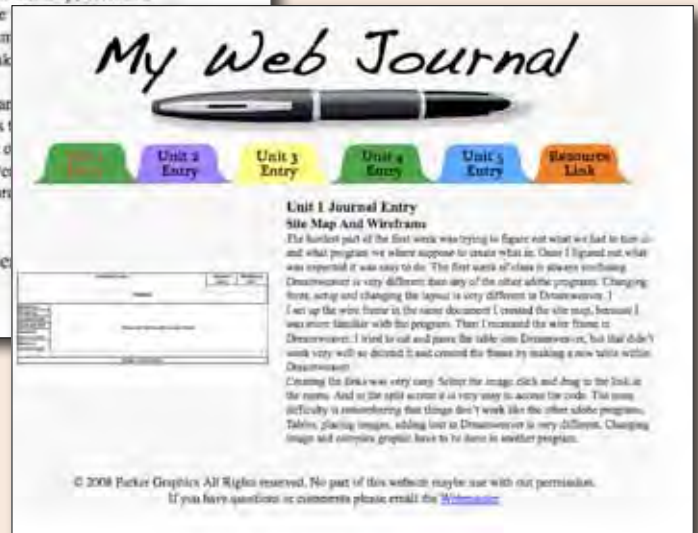 My Web Journal
Unit 2
Entry
Unit 3
Entry
Unit 4
Entry
Unit 5
Entry
Resource
Link
Unit 1 Journal Entry
Site Map And Wireframe
The hardest part of the first week was trying to figure out what we had to turn in
and what program we where suppose to create what in. Once I figured out what
was expected it was easy to do. The first week of class is always confusing.
Dreamweaver is very different than any of the other adobe programs. Changing
fonts, setup and changing the layout is very different in Dreamweaver. I
I set up the wire frame in the same document I created the site map, because I
was more familiar with the program. Then I recreated the wire frame in
Dreamweaver. I tried to cut and paste the table into Dreamweaver, but that didn't
work very well so deleted it and created the frame by making a new table within
Dreamweaver.
Creating the links was very easy. Select the image click and drag to the link in
the menu. And in the split screen it is very easy to access the code. The most
difficulty is remembering that things don't work like the other adobe programs.
Tables, placing images, adding text in Dreamweaver is very different. Changing
image and complex graphic have to be done in another program.
© 2008 Parker Graphics All Rights reserved. No part of this website maybe use with out permission.
If you have questions or comments please email the Webmaster